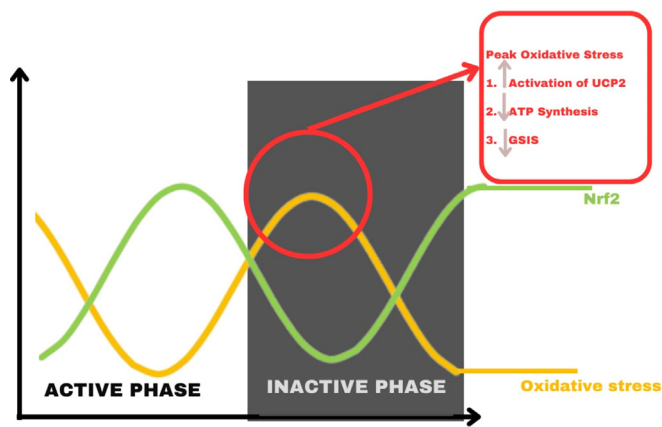 Peak Oxidative Stress
1. Activation of UCP2
2. ATP Synthesis
3. GSIS
Nrf2
ACTIVE PHASE
INACTIVE PHASE
Oxidative stress